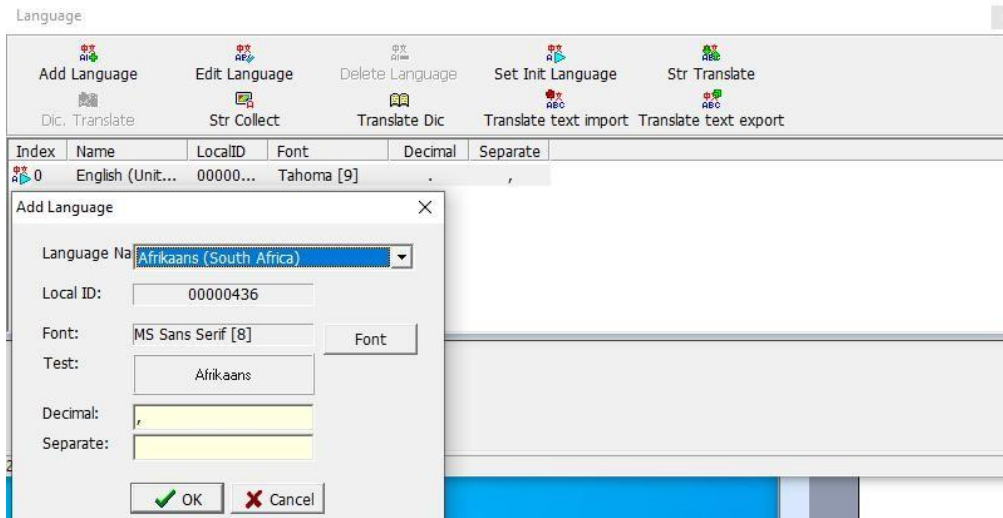 Language
Add Language Edit Language Delete Language Set Init Language Str Translate
Dic. Translate Str Collect Translate Dic Translate text import Translate text export
Index Name LocalID Font Decimal Separate
0 English (Unit... 00000... Tahoma [9] . ,
Add Language
Language Na Afrikaans (South Africa)
Local ID: 00000436
Font: MS Sans Serif [8] Font
Test: Afrikaans
Decimal: ,
Separate:
OK Cancel